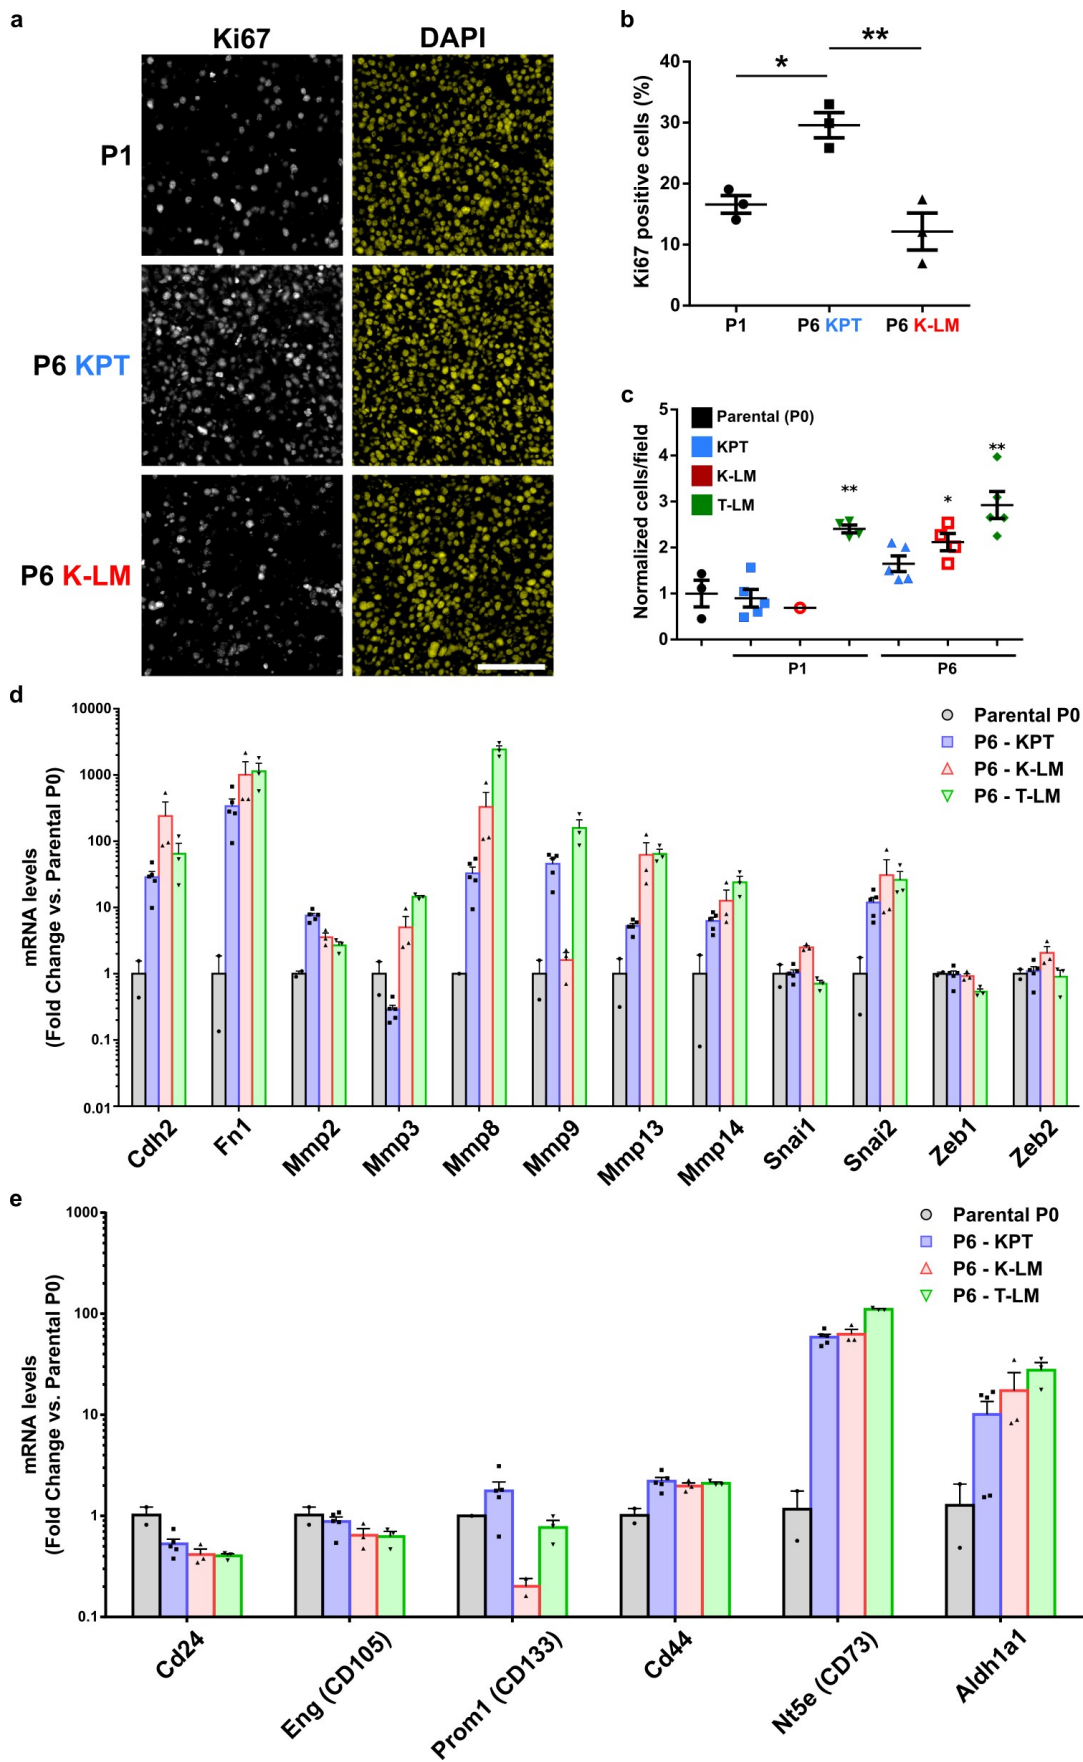 a
Ki67 DAPI
P1
P6 KPT
P6 K-LM
b
Ki67 positive cells (%)
40
30
20
10
0
*
**
P1 P6 KPT P6 K-LM
c
Normalized cells/field
5
4
3
2
1
0
Parental (P0)
KPT
K-LM
T-LM
**
*
**
P1 P6
d
mRNA levels
(Fold Change vs. Parental P0)
10000
1000
100
10
1
0.1
0.01
Parental P0
P6 - KPT
P6 - K-LM
P6 - T-LM
Cdh2 Fn1 Mmp2 Mmp3 Mmp8 Mmp9 Mmp13 Mmp14 Snai1 Snai2 Zeb1 Zeb2
e
mRNA levels
(Fold Change vs. Parental P0)
1000
100
10
1
0.1
Parental P0
P6 - KPT
P6 - K-LM
P6 - T-LM
Cd24 Eng (CD105) Prom1 (CD133) Cd44 Nt5e (CD73) Aldh1a1